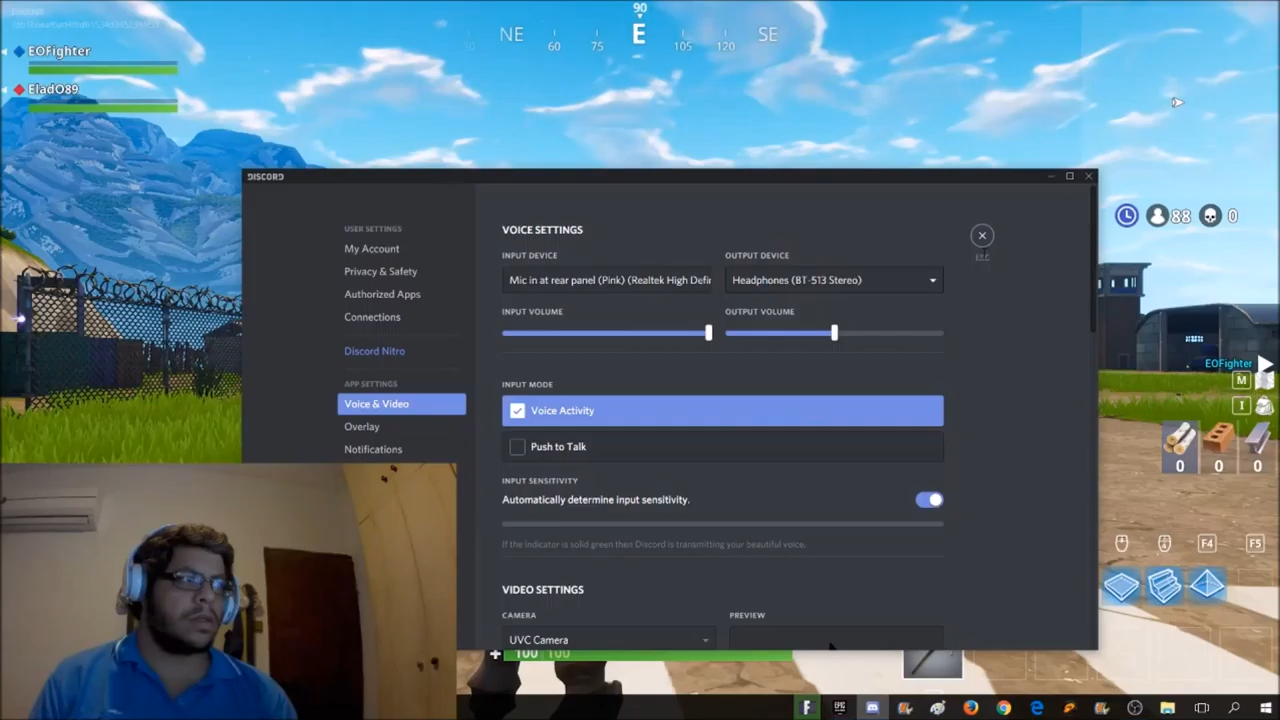 90
NE
60
75
E
105
120
SE
EOFighter
EladO89
DISCORD
88
0
USER SETTINGS
My Account
Privacy & Safety
Authorized Apps
Connections
Discord Nitro
APP SETTINGS
Voice & Video
Overlay
Notifications
VOICE SETTINGS
ESC
INPUT DEVICE
OUTPUT DEVICE
Mic in at rear panel (Pink) (Realtek High Defin
Headphones (BT-513 Stereo)
INPUT VOLUME
OUTPUT VOLUME
INPUT MODE
Voice Activity
Push to Talk
INPUT SENSITIVITY
Automatically determine input sensitivity.
If the indicator is solid green then Discord is transmitting your beautiful voice.
VIDEO SETTINGS
CAMERA
PREVIEW
UVC Camera
100 100
EOFighter
M
I
0 0 0
F4
F5
F
EPIC